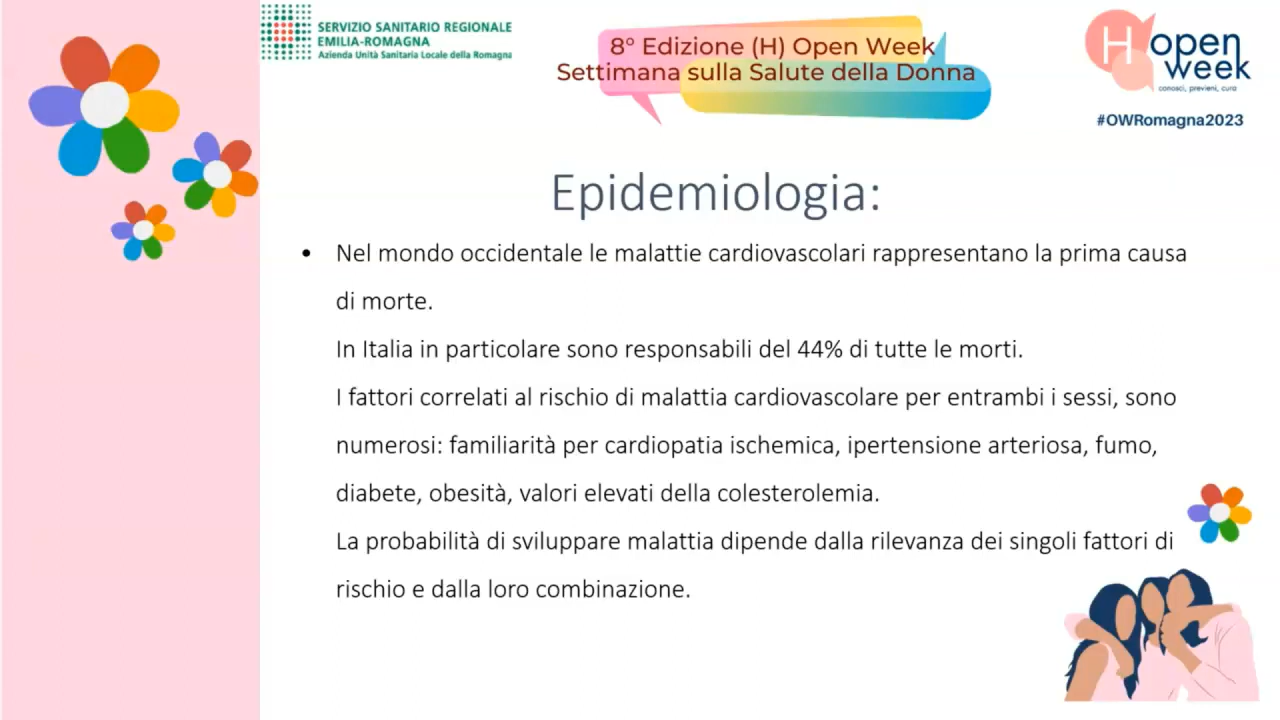 SERVIZIO SANITARIO REGIONALE
EMILIA-ROMAGNA
Azienda Unità Sanitaria Locale della Romagna
8° Edizione (H) Open Week
Settimana sulla Salute della Donna
H open
week
conosci, previeni, cura
#OWRomagna2023
Epidemiologia:
• Nel mondo occidentale le malattie cardiovascolari rappresentano la prima causa
di morte.
In Italia in particolare sono responsabili del 44% di tutte le morti.
I fattori correlati al rischio di malattia cardiovascolare per entrambi i sessi, sono
numerosi: familiarità per cardiopatia ischemica, ipertensione arteriosa, fumo,
diabete, obesità, valori elevati della colesterolemia.
La probabilità di sviluppare malattia dipende dalla rilevanza dei singoli fattori di
rischio e dalla loro combinazione.